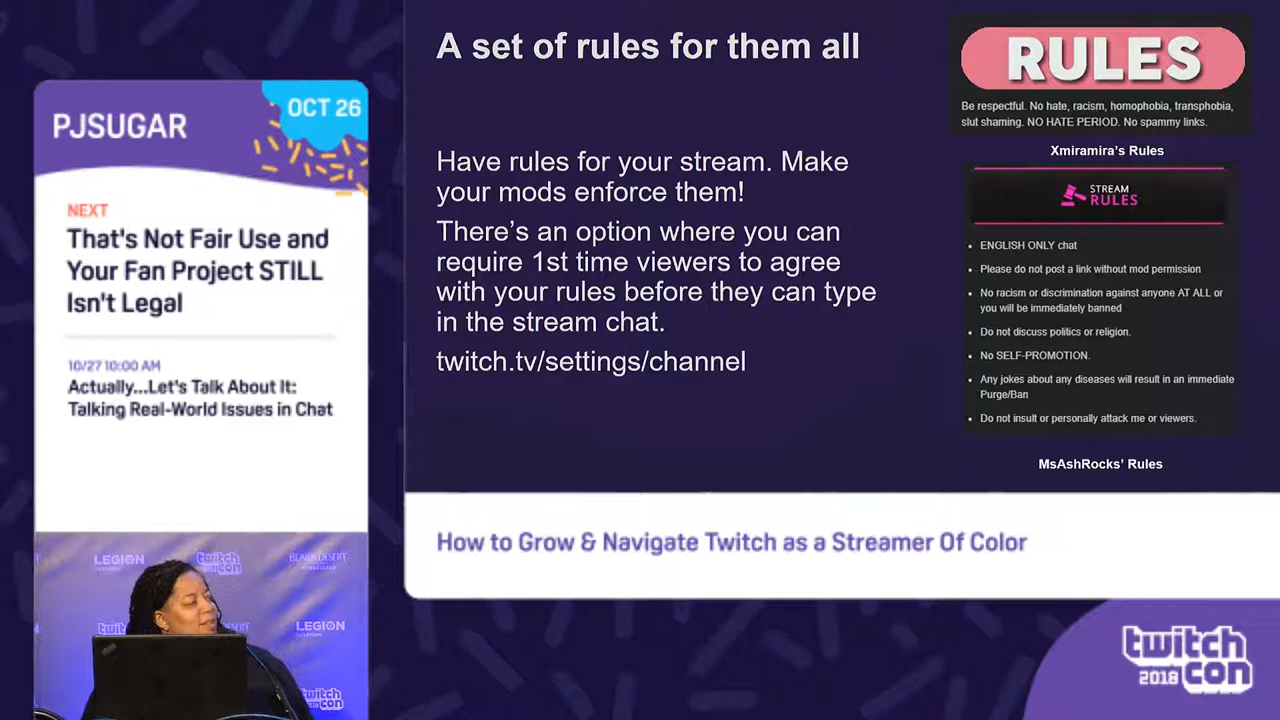 PJSUGAR
OCT 26
NEXT
That's Not Fair Use and
Your Fan Project STILL
Isn't Legal
10/27 10:00 AM
Actually...Let's Talk About It:
Talking Real-World Issues in Chat
A set of rules for them all
Have rules for your stream. Make
your mods enforce them!
There's an option where you can
require 1st time viewers to agree
with your rules before they can type
in the stream chat.
twitch.tv/settings/channel
RULES
Be respectful. No hate, racism, homophobia, transphobia,
slut shaming. NO HATE PERIOD. No spammy links.
Xmiramira's Rules
STREAM
RULES
• ENGLISH ONLY chat
• Please do not post a link without mod permission
• No racism or discrimination against anyone AT ALL or
you will be immediately banned
• Do not discuss politics or religion.
• No SELF-PROMOTION.
• Any jokes about any diseases will result in an immediate
Purge/Ban
• Do not insult or personally attack me or viewers.
MsAshRocks' Rules
How to Grow & Navigate Twitch as a Streamer Of Color
LEGION
twitch
con
BLACK DESERT
REMASTERED
LEGION
twitch
con
twitch
2018 con